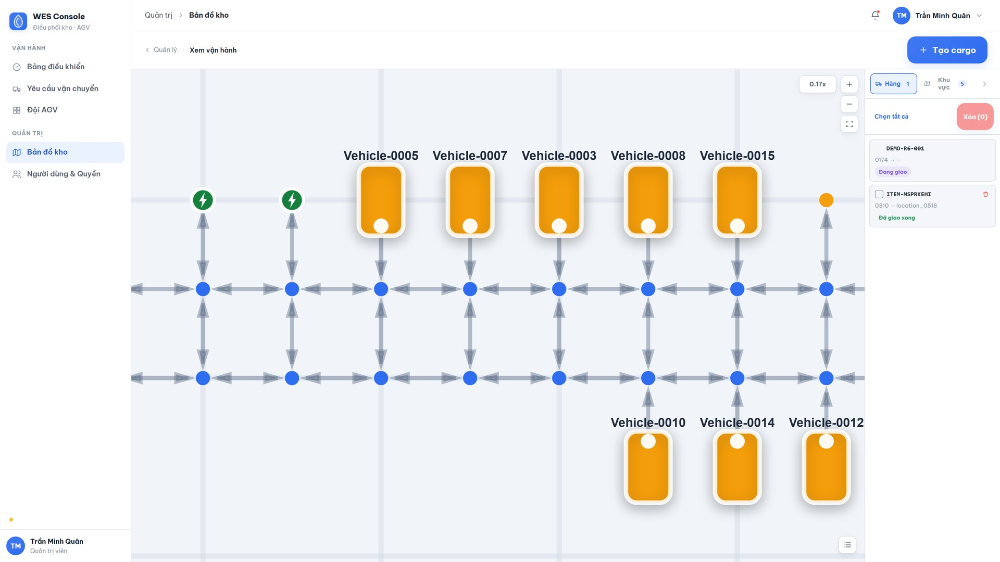 WES Console
Điều phối kho · AGV
VẬN HÀNH
Bảng điều khiển
Yêu cầu vận chuyển
Đội AGV
QUẢN TRỊ
Bản đồ kho
Người dùng & Quyền
TM
Trần Minh Quân
Quản trị viên
Quản trị
Bản đồ kho
TM
Trần Minh Quân
Quản lý · Xem vận hành
+ Tạo cargo
0.17x
Vehicle-0005
Vehicle-0007
Vehicle-0003
Vehicle-0008
Vehicle-0015
Vehicle-0010
Vehicle-0014
Vehicle-0012
Hàng 1
Khu vực 5
Chọn tất cả
Xóa (0)
DEMO-R6-001
0174 → —
Đang giao
ITEM-MSPRKEHI
0310 → location_0518
Đã giao xong